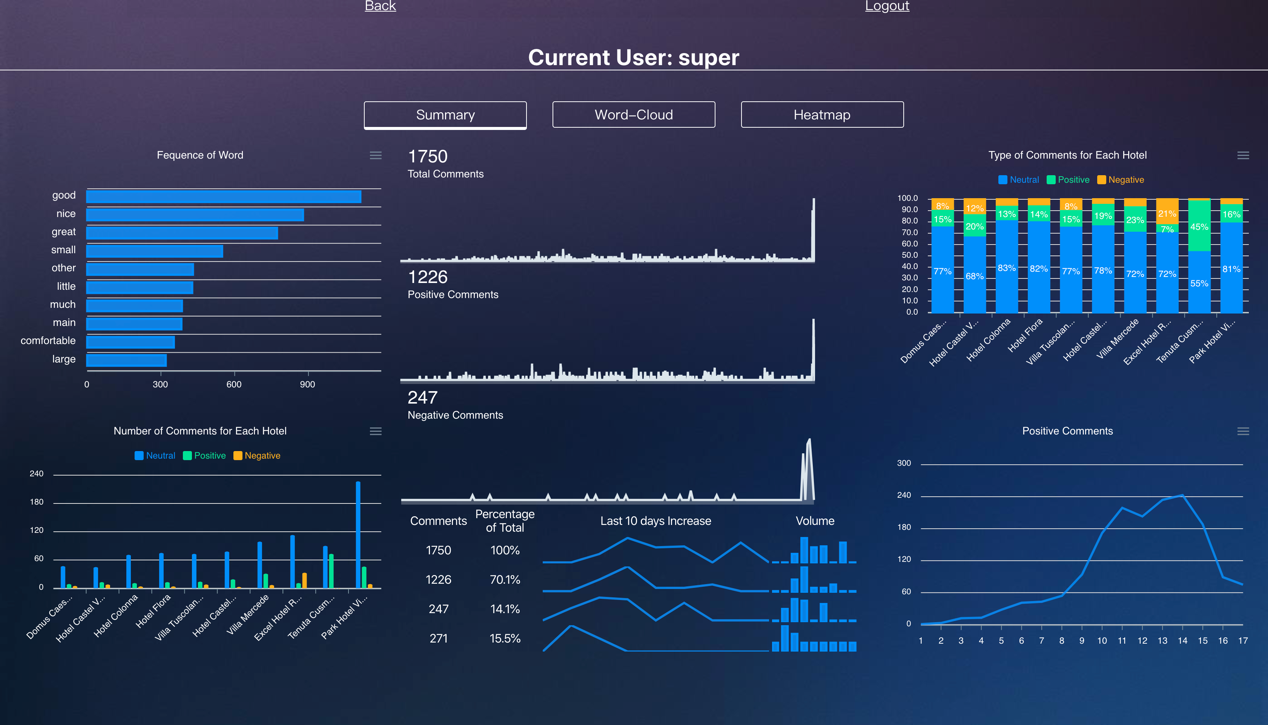 Back
Logout
Current User: super
Summary
Word-Cloud
Heatmap
Fequence of Word
good
nice
great
small
other
little
much
main
comfortable
large
0 300 600 900
1750
Total Comments
1226
Positive Comments
247
Negative Comments
Type of Comments for Each Hotel
Neutral Positive Negative
100.0
90.0
80.0
70.0
60.0
50.0
40.0
30.0
20.0
10.0
0.0
8% 12% 8% 21%
15% 20% 13% 14% 15% 19% 23% 7% 45% 16%
77% 68% 83% 82% 77% 78% 72% 72% 55% 81%
Domus Caes...
Hotel Castel V...
Hotel Colonna
Hotel Flora
Villa Tuscolan...
Hotel Castel...
Villa Mercede
Excel Hotel R...
Tenuta Cusm...
Park Hotel Vi...
Number of Comments for Each Hotel
Neutral Positive Negative
240
180
120
60
0
Domus Caes...
Hotel Castel V...
Hotel Colonna
Hotel Flora
Villa Tuscolan...
Hotel Castel...
Villa Mercede
Excel Hotel R...
Tenuta Cusm...
Park Hotel Vi...
Comments
Percentage
of Total
Last 10 days Increase
Volume
1750 100%
1226 70.1%
247 14.1%
271 15.5%
Positive Comments
300
240
180
120
60
0
1 2 3 4 5 6 7 8 9 10 11 12 13 14 15 16 17